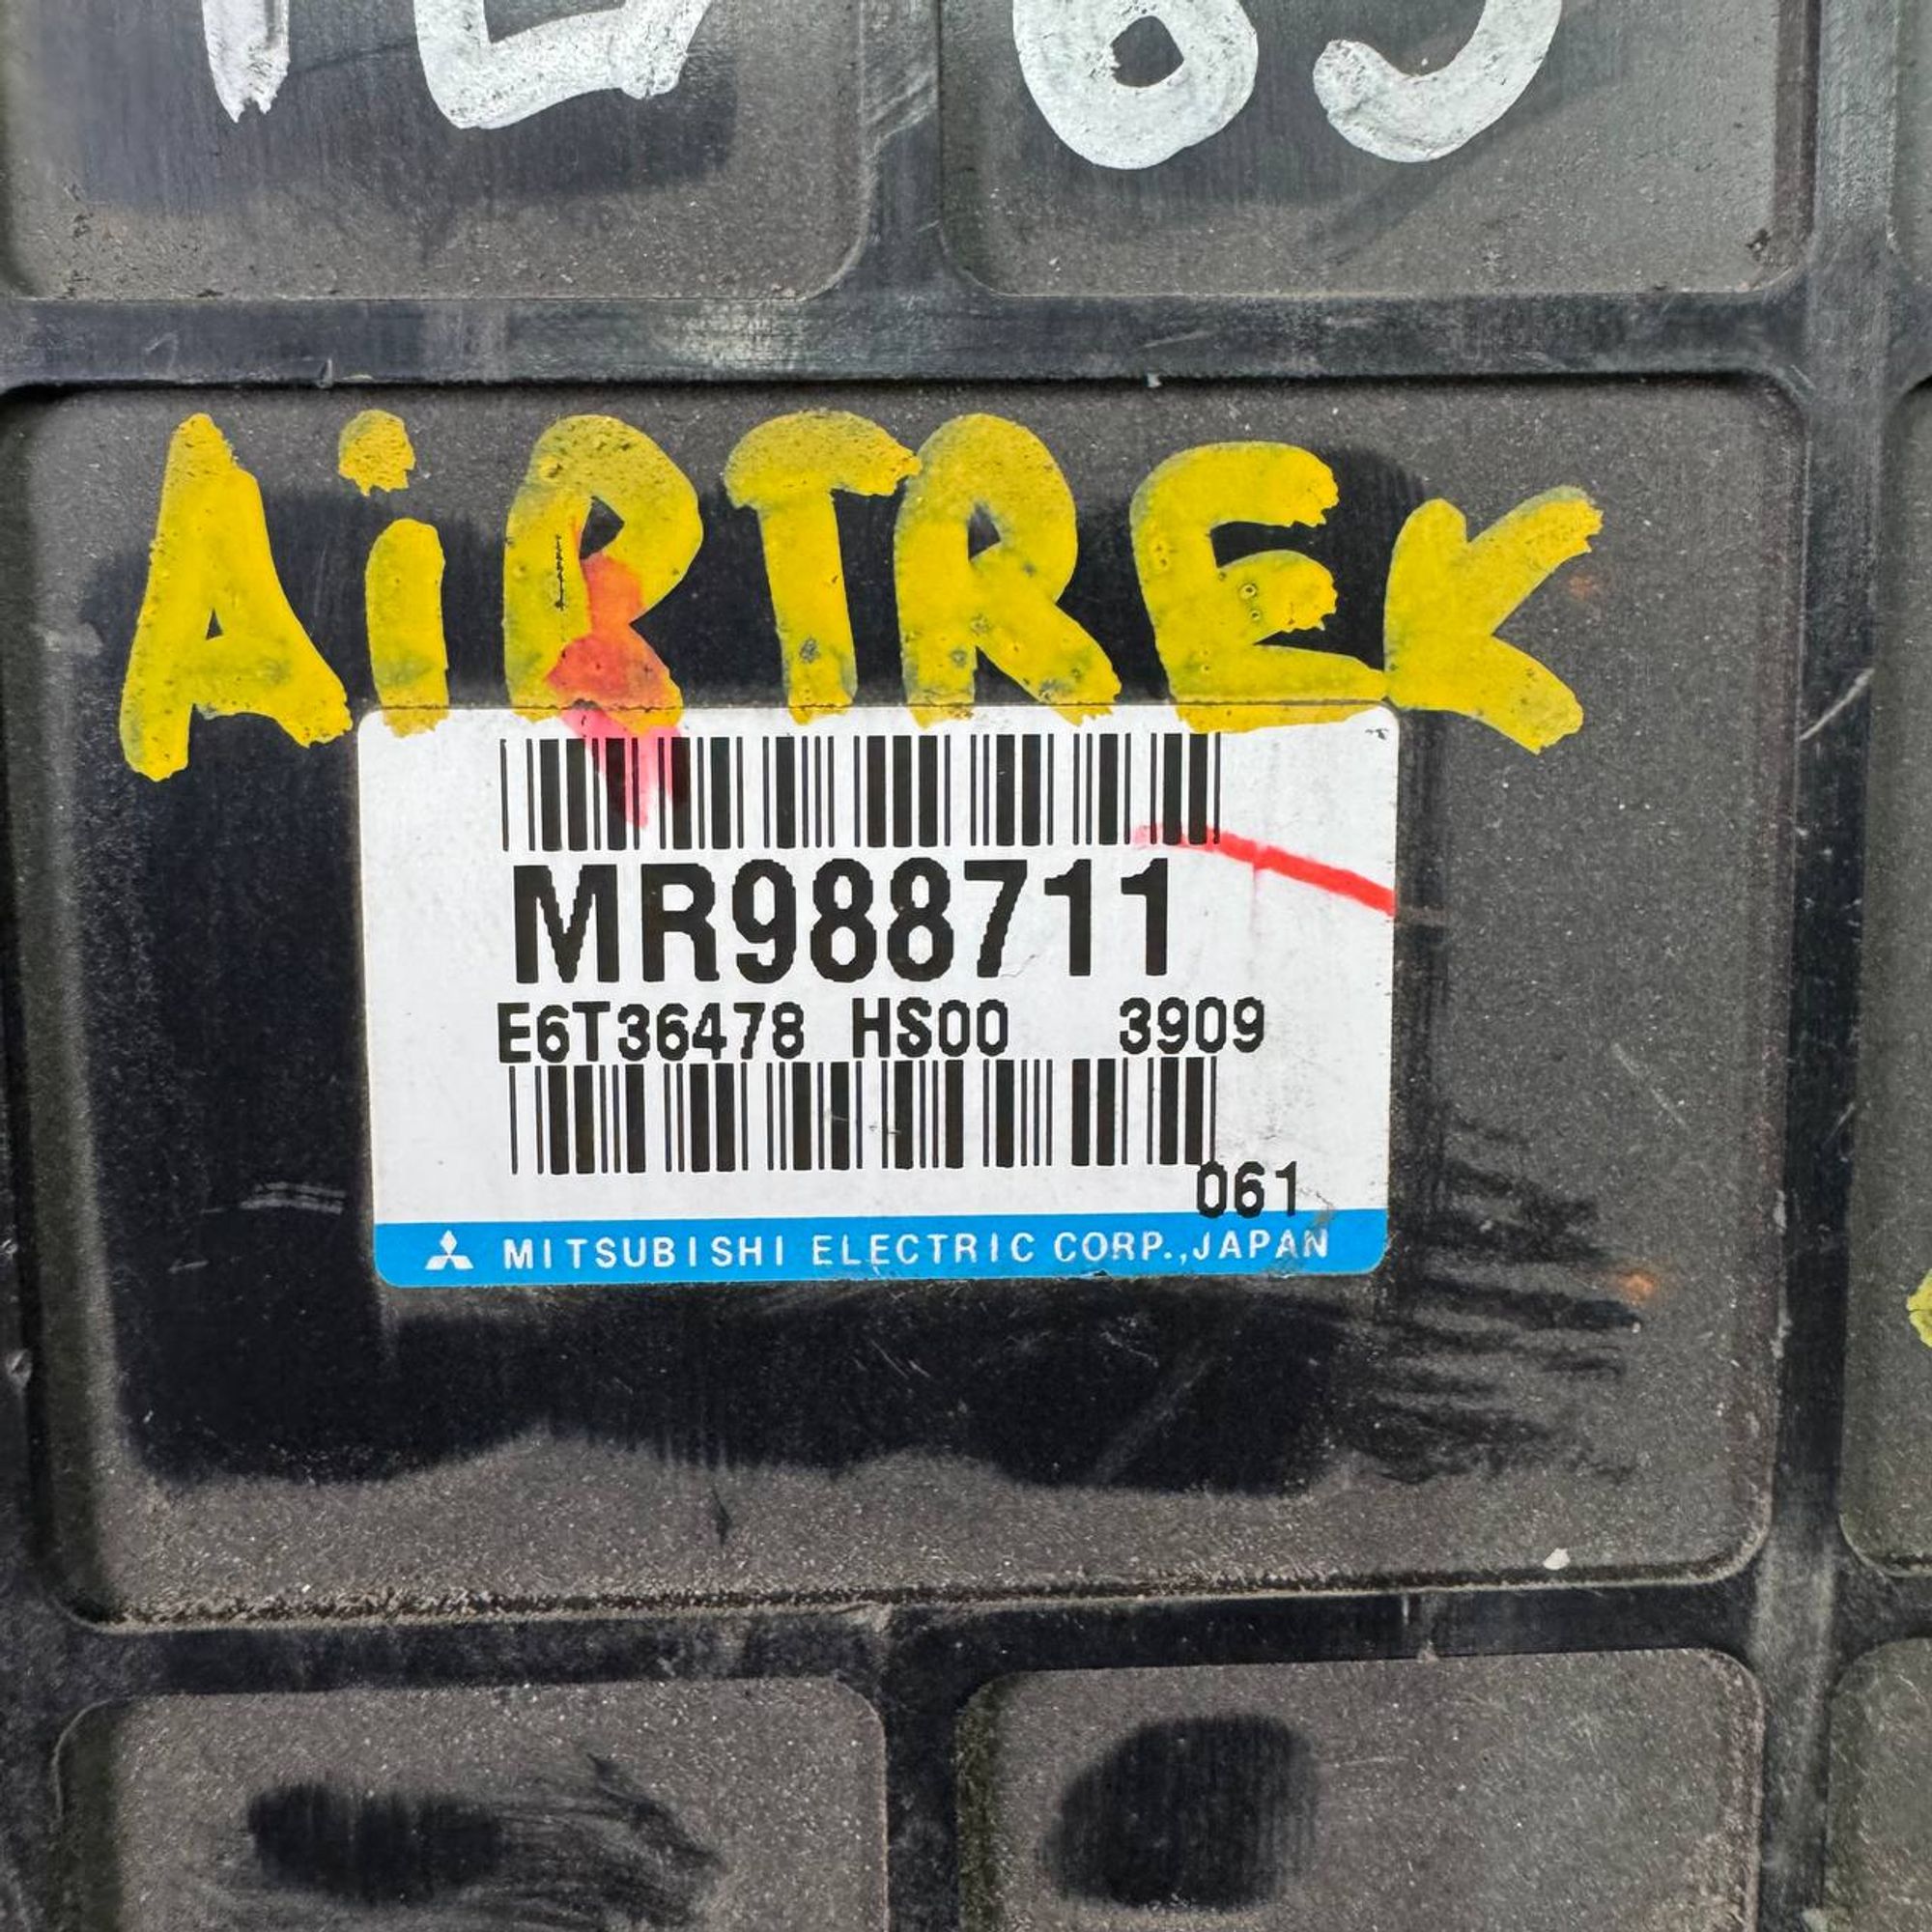 AiRTREK
MR988711
E6T36478 HS00 3909
061
MITSUBISHI ELECTRIC CORP.,JAPAN